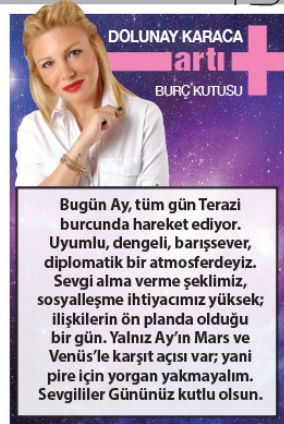 DOLUNAY KARACA
artı
BURÇ KUTUSU
Bugün Ay, tüm gün Terazi
burcunda hareket ediyor.
Uyumlu, dengeli, barışsever,
diplomatik bir atmosferdeyiz.
Sevgi alma verme şeklimiz,
sosyalleşme ihtiyacımız yüksek;
ilişkilerin ön planda olduğu
bir gün. Yalnız Ay'ın Mars ve
Venüs'le karşıt açısı var; yani
pire için yorgan yakmayalım.
Sevgililer Gününüz kutlu olsun.